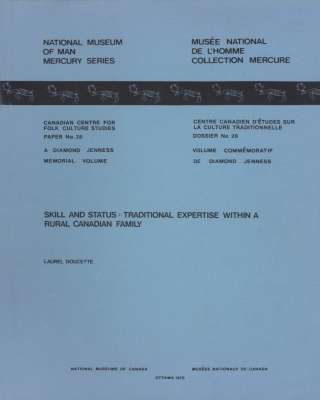 NATIONAL MUSEUM
OF MAN
MERCURY SERIES
MUSÉE NATIONAL
DE L'HOMME
COLLECTION MERCURE
CANADIAN CENTRE FOR
FOLK CULTURE STUDIES
PAPER No. 28
A DIAMOND JENNESS
MEMORIAL VOLUME
CENTRE CANADIEN D'ÉTUDES SUR
LA CULTURE TRADITIONNELLE
DOSSIER No 28
VOLUME COMMÉMORATIF
DE DIAMOND JENNESS
SKILL AND STATUS : TRADITIONAL EXPERTISE WITHIN A
RURAL CANADIAN FAMILY
LAUREL DOUCETTE
NATIONAL MUSEUMS OF CANADA
MUSÉES NATIONAUX DU CANADA
OTTAWA 1979